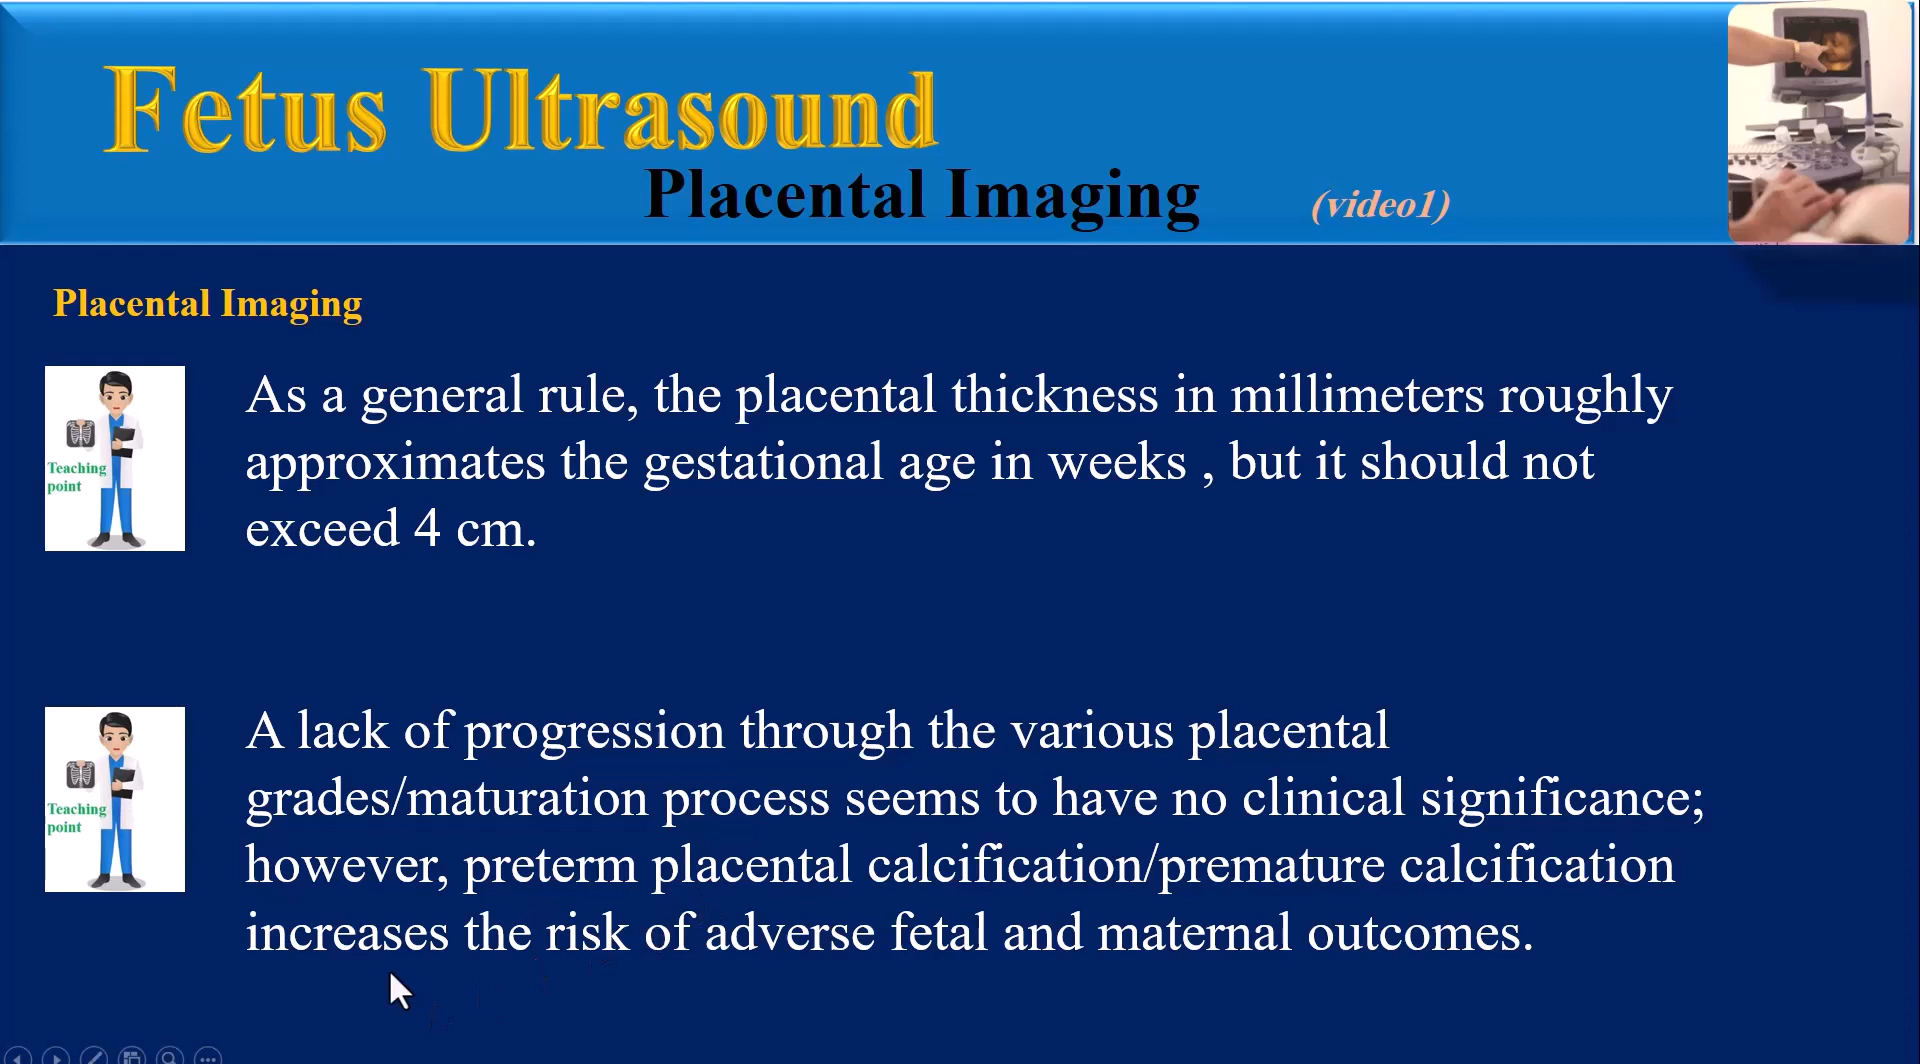 Fetus Ultrasound
Placental Imaging
(video1)
Placental Imaging
Teaching
point
As a general rule, the placental thickness in millimeters roughly
approximates the gestational age in weeks , but it should not
exceed 4 cm.
Teaching
point
A lack of progression through the various placental
grades/maturation process seems to have no clinical significance;
however, preterm placental calcification/premature calcification
increases the risk of adverse fetal and maternal outcomes.